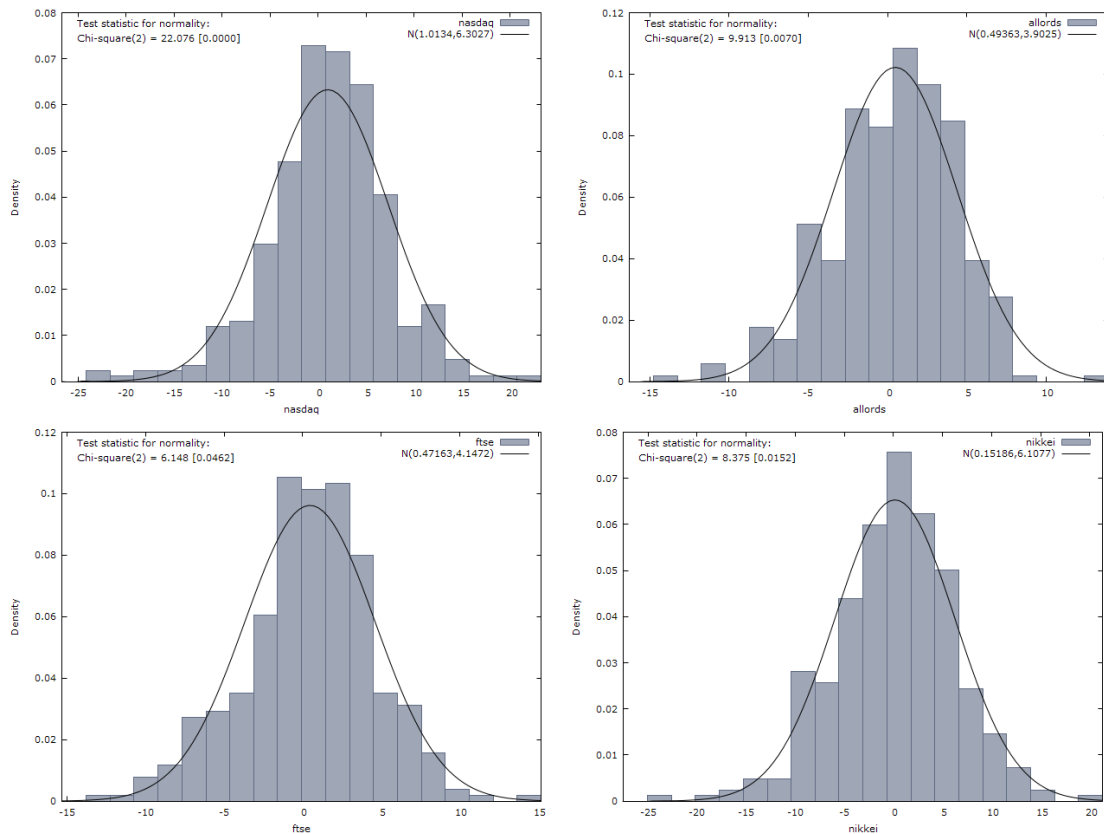 Test statistic for normality:
Chi-square(2) = 22.076 [0.0000]
nasdaq
N(1.0134,6.3027)
0.08
0.07
0.06
0.05
0.04
0.03
0.02
0.01
0
Density
-25
-20
-15
-10
-5
0
5
10
15
20
nasdaq
Test statistic for normality:
Chi-square(2) = 9.913 [0.0070]
allords
N(0.49363,3.9025)
0.12
0.1
0.08
0.06
0.04
0.02
0
Density
-15
-10
-5
0
5
10
allords
Test statistic for normality:
Chi-square(2) = 6.148 [0.0462]
ftse
N(0.47163,4.1472)
0.12
0.1
0.08
0.06
0.04
0.02
0
Density
-15
-10
-5
0
5
10
15
ftse
Test statistic for normality:
Chi-square(2) = 8.375 [0.0152]
nikkei
N(0.15186,6.1077)
0.08
0.07
0.06
0.05
0.04
0.03
0.02
0.01
0
Density
-25
-20
-15
-10
-5
0
5
10
15
20
nikkei